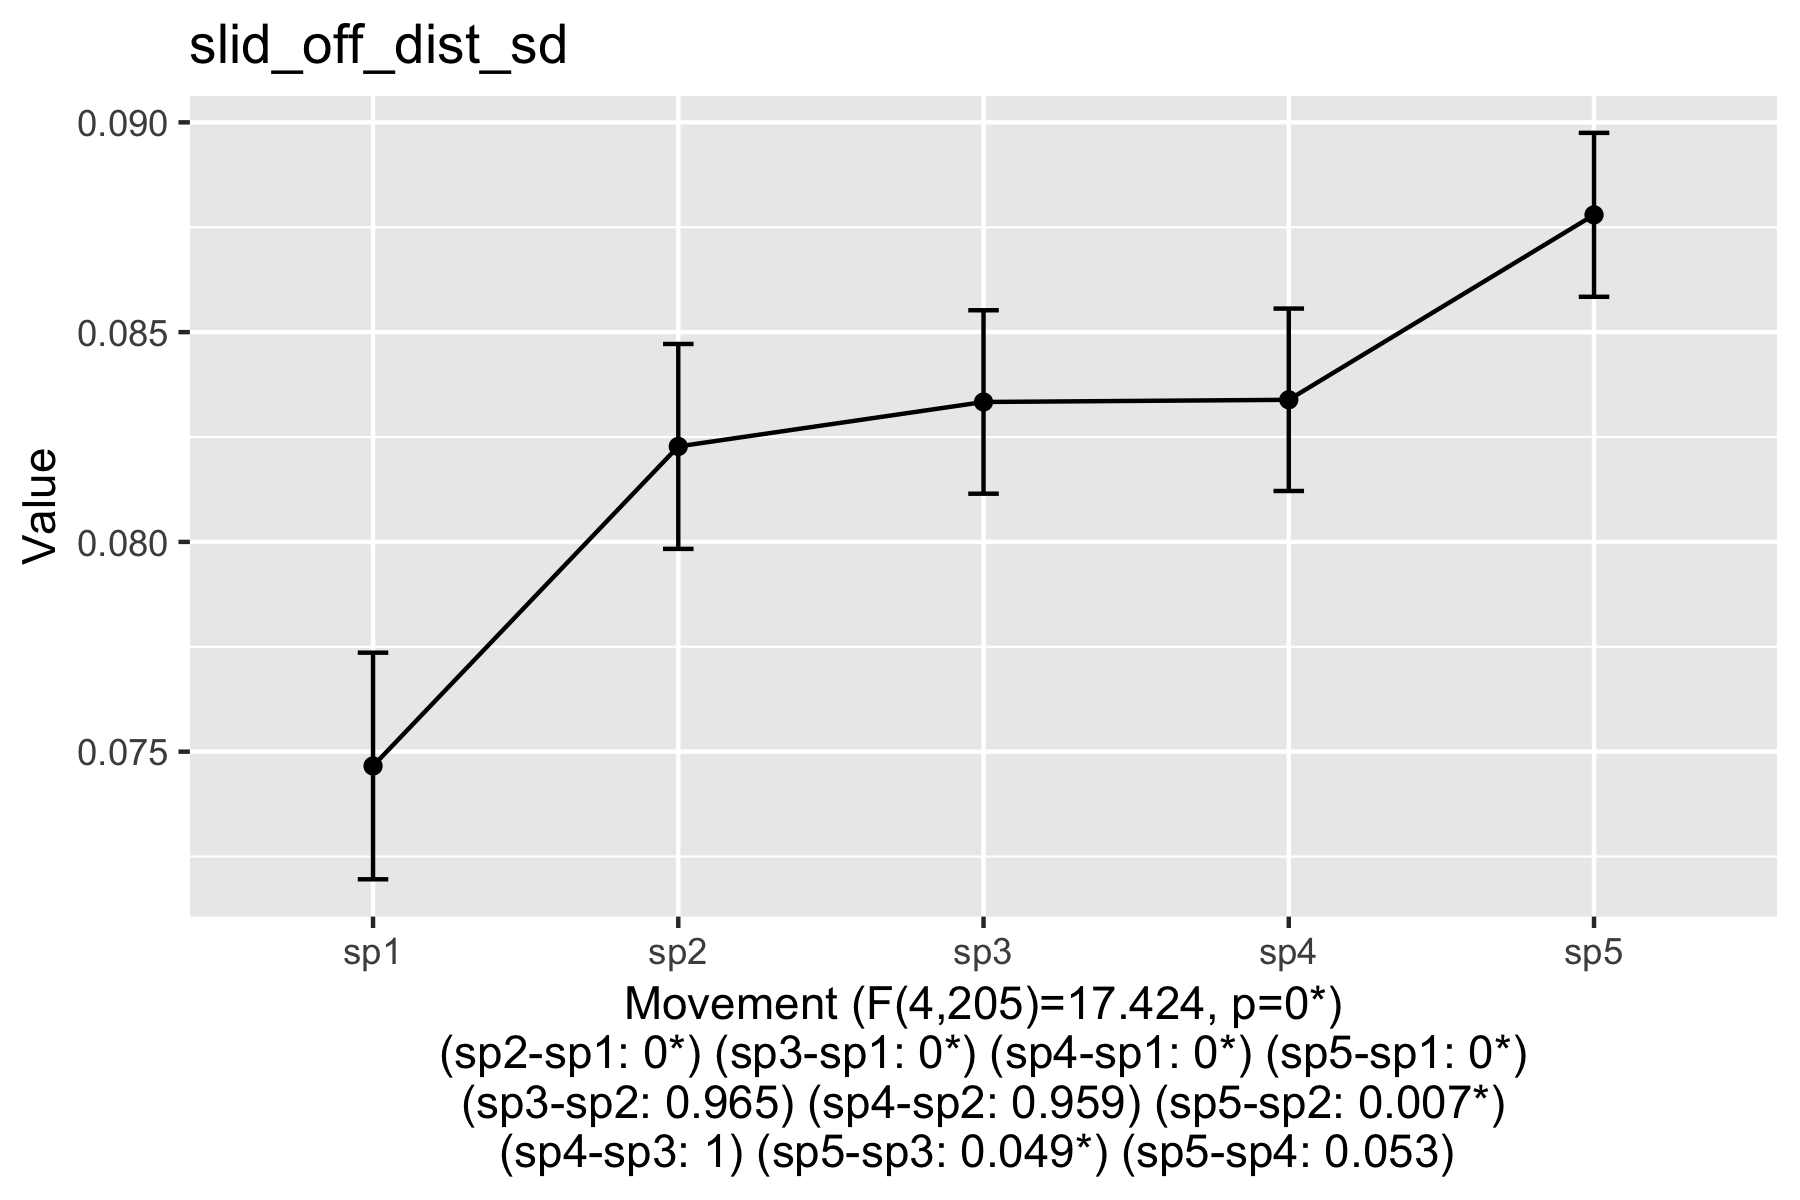 slid_off_dist_sd
0.090
0.085
0.080
0.075
Value
sp1 sp2 sp3 sp4 sp5
Movement (F(4,205)=17.424, p=0*)
(sp2-sp1: 0*) (sp3-sp1: 0*) (sp4-sp1: 0*) (sp5-sp1: 0*)
(sp3-sp2: 0.965) (sp4-sp2: 0.959) (sp5-sp2: 0.007*)
(sp4-sp3: 1) (sp5-sp3: 0.049*) (sp5-sp4: 0.053)